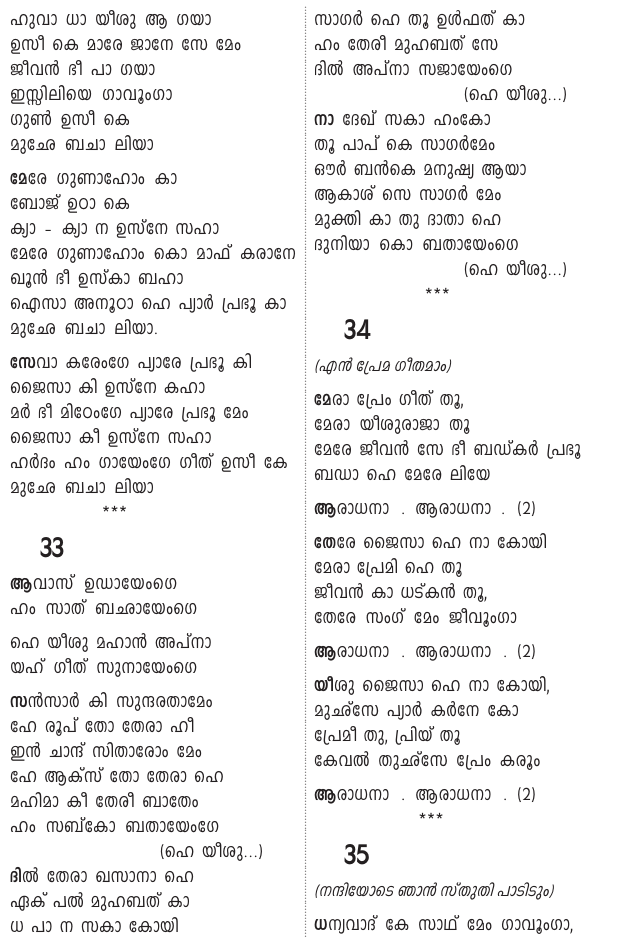 ഹുവാ ധാ യീശു ആ ഗയാ
ഉസീ കെ മാരേ ജാനേ സേ മേം
ജീവൻ ഭീ പാ ഗയാ
ഇസ്സിലിയെ ഗാവൂംഗാ
ഗുൺ ഉസീ കെ
മുഛേ ബചാ ലിയാ
മേരേ ഗുണാഹോം കാ
ബോജ് ഉഠാ കെ
ക്യാ - ക്യാ ന ഉസ്നേ സഹാ
മേരേ ഗുണാഹോം കൊ മാഫ് കരാനേ
ഖൂൻ ഭീ ഉസ്കാ ബഹാ
ഐസാ അനൂഠാ ഹെ പ്യാർ പ്രഭൂ കാ
മുഛേ ബചാ ലിയാ.
സേവാ കരേംഗേ പ്യാരേ പ്രഭൂ കി
ജൈസാ കി ഉസ്നേ കഹാ
മർ ഭീ മിഠേംഗെ പ്യാരേ പ്രഭൂ മേം
ജൈസാ കീ ഉസ്നേ സഹാ
ഹർദം ഹം ഗായേംഗേ ഗീത് ഉസീ കേ
മുഛേ ബചാ ലിയാ
***
33
ആവാസ് ഉഡായേംഗെ
ഹം സാത് ബഛായേംഗെ
ഹെ യീശു മഹാൻ അപ്നാ
യഹ് ഗീത് സുനായേംഗെ
സൻസാർ കി സുന്ദരതാമേം
ഹേ രൂപ് തോ തേരാ ഹീ
ഇൻ ചാന്ദ് സിതാരോം മേം
ഹേ ആക്സ് തോ തേരാ ഹെ
മഹിമാ കീ തേരീ ബാതേം
ഹം സബ്കോ ബതായേംഗേ
(ഹെ യീശു...)
ദിൽ തേരാ ഖസാനാ ഹെ
ഏക് പൽ മുഹബത് കാ
ധ പാ ന സകാ കോയി
സാഗർ ഹെ തൂ ഉൾഫത് കാ
ഹം തേരീ മുഹബത് സേ
ദിൽ അപ്നാ സജായേംഗെ
(ഹെ യീശു...)
നാ ദേഖ് സകാ ഹംകോ
തൂ പാപ് കെ സാഗർമേം
ഔർ ബൻകെ മനുഷ്യ ആയാ
ആകാശ് സെ സാഗർ മേം
മുക്തി കാ തു ദാതാ ഹെ
ദുനിയാ കൊ ബതായേംഗെ
(ഹെ യീശു...)
***
34
(എൻ പ്രേമ ഗീതമാം)
മേരാ പ്രേം ഗീത് തൂ,
മേരാ യീശുരാജാ തൂ
മേരേ ജീവൻ സേ ഭീ ബഡ്കർ പ്രഭൂ
ബഡാ ഹെ മേരേ ലിയേ
ആരാധനാ . ആരാധനാ . (2)
തേരേ ജൈസാ ഹെ നാ കോയി
മേരാ പ്രേമി ഹെ തൂ
ജീവൻ കാ ധട്കൻ തൂ,
തേരേ സംഗ് മേം ജീവൂംഗാ
ആരാധനാ . ആരാധനാ . (2)
യീശു ജൈസാ ഹെ നാ കോയി,
മുഛ്സേ പ്യാർ കർനേ കോ
പ്രേമീ തു, പ്രിയ് തൂ
കേവൽ തുഛ്സേ പ്രേം കരൂം
ആരാധനാ . ആരാധനാ . (2)
***
35
(നന്ദിയോടെ ഞാൻ സ്തുതി പാടിടും)
ധന്യവാദ് കേ സാഥ് മേം ഗാവൂംഗാ,